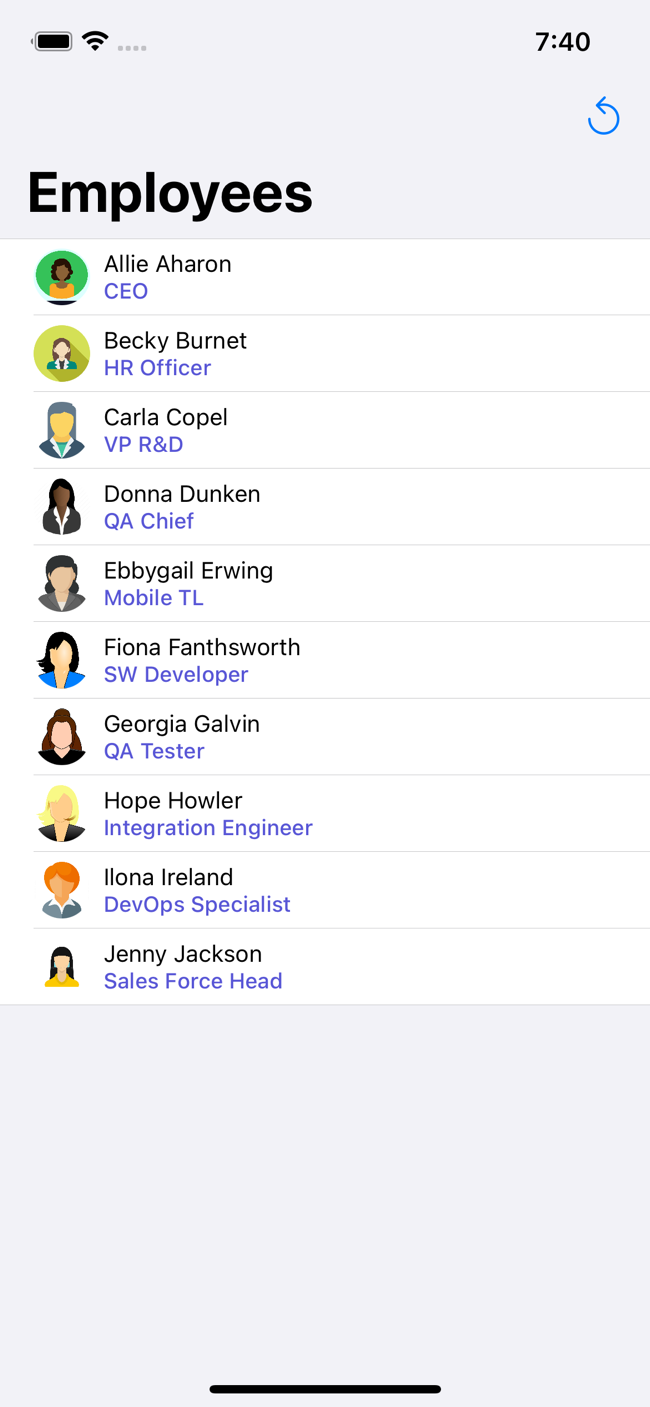 7:40
Employees
Allie Aharon
CEO
Becky Burnet
HR Officer
Carla Copel
VP R&D
Donna Dunken
QA Chief
Ebbygail Erwing
Mobile TL
Fiona Fanthsworth
SW Developer
Georgia Galvin
QA Tester
Hope Howler
Integration Engineer
Ilona Ireland
DevOps Specialist
Jenny Jackson
Sales Force Head